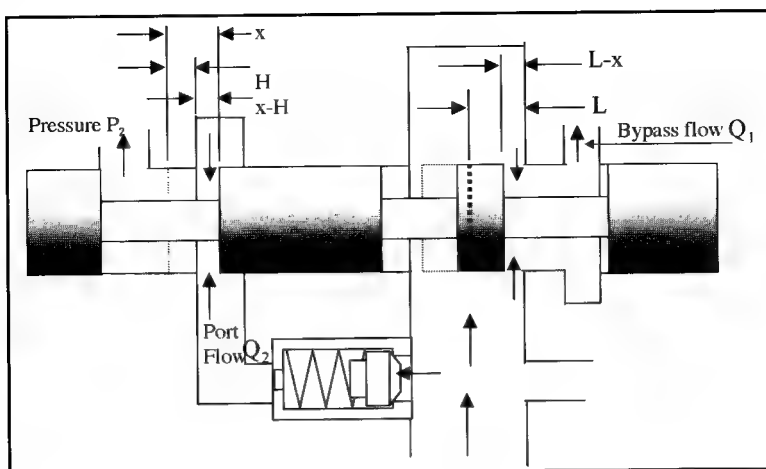 x
H
x-H
L-x
L
Pressure P2
Bypass flow Q1
Port
Flow Q2